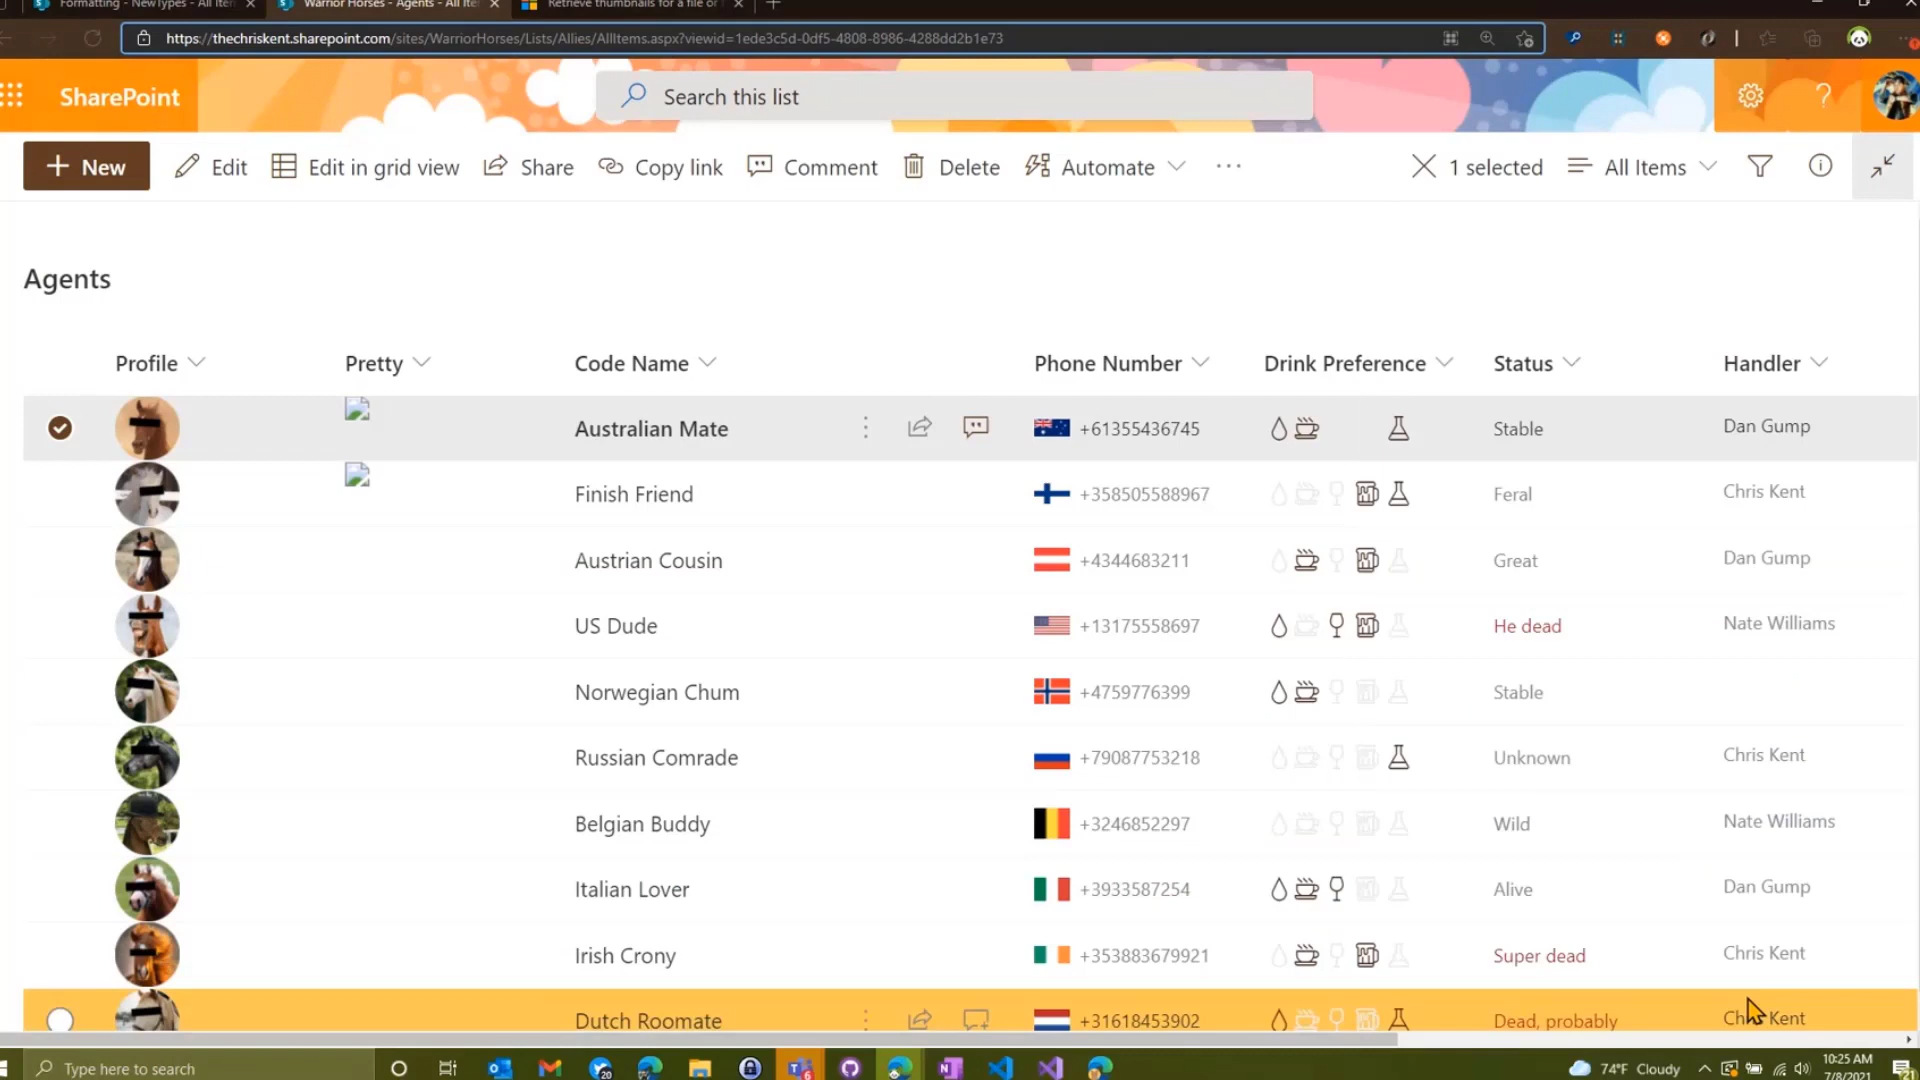 Formatting - NewTypes - All Iten
Warrior Horses - Agents - All Ite
Retrieve thumbnails for a file or f
https://thechriskent.sharepoint.com/sites/WarriorHorses/Lists/Allies/AllItems.aspx?viewid=1ede3c5d-0df5-4808-8986-4288dd2b1e73
SharePoint
Search this list
New Edit Edit in grid view Share Copy link Comment Delete Automate 1 selected All Items
Agents
Profile Pretty Code Name Phone Number Drink Preference Status Handler
Australian Mate +61355436745 Stable Dan Gump
Finish Friend +358505588967 Feral Chris Kent
Austrian Cousin +4344683211 Great Dan Gump
US Dude +13175558697 He dead Nate Williams
Norwegian Chum +4759776399 Stable
Russian Comrade +79087753218 Unknown Chris Kent
Belgian Buddy +3246852297 Wild Nate Williams
Italian Lover +3933587254 Alive Dan Gump
Irish Crony +353883679921 Super dead Chris Kent
Dutch Roomate +31618453902 Dead, probably Chris Kent
Type here to search
20
6
74°F Cloudy
10:25 AM
7/8/2021
21